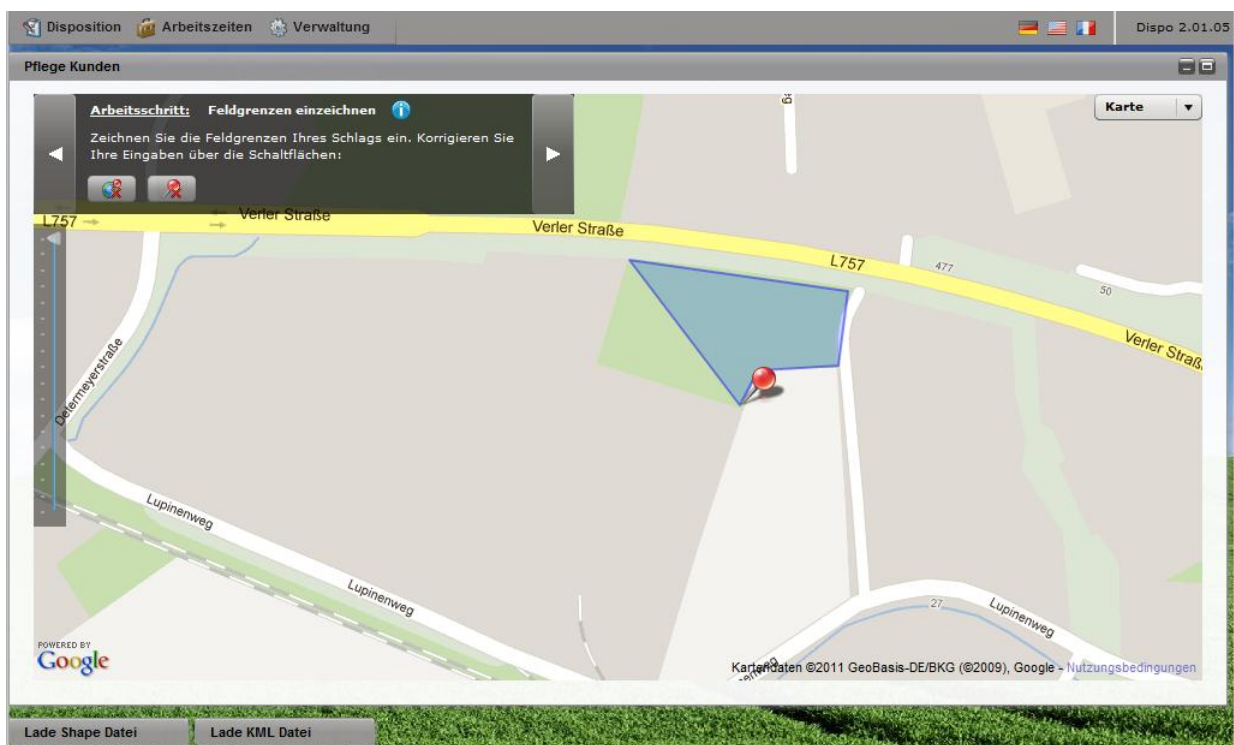 Disposition Arbeitszeiten Verwaltung Dispo 2.01.05
Pflege Kunden
Arbeitsschritt: Feldgrenzen einzeichnen
Karte
Zeichnen Sie die Feldgrenzen Ihres Schlags ein. Korrigieren Sie
Ihre Eingaben über die Schaltflächen:
L757
Verler Straße
Verler Straße
L757
477
50
Verler Straß
Determeyerstraße
Lupinenweg
Lupinenweg
27
Lupinenweg
POWERED BY
Google
Kartendaten ©2011 GeoBasis-DE/BKG (©2009), Google - Nutzungsbedingungen
Lade Shape Datei
Lade KML Datei